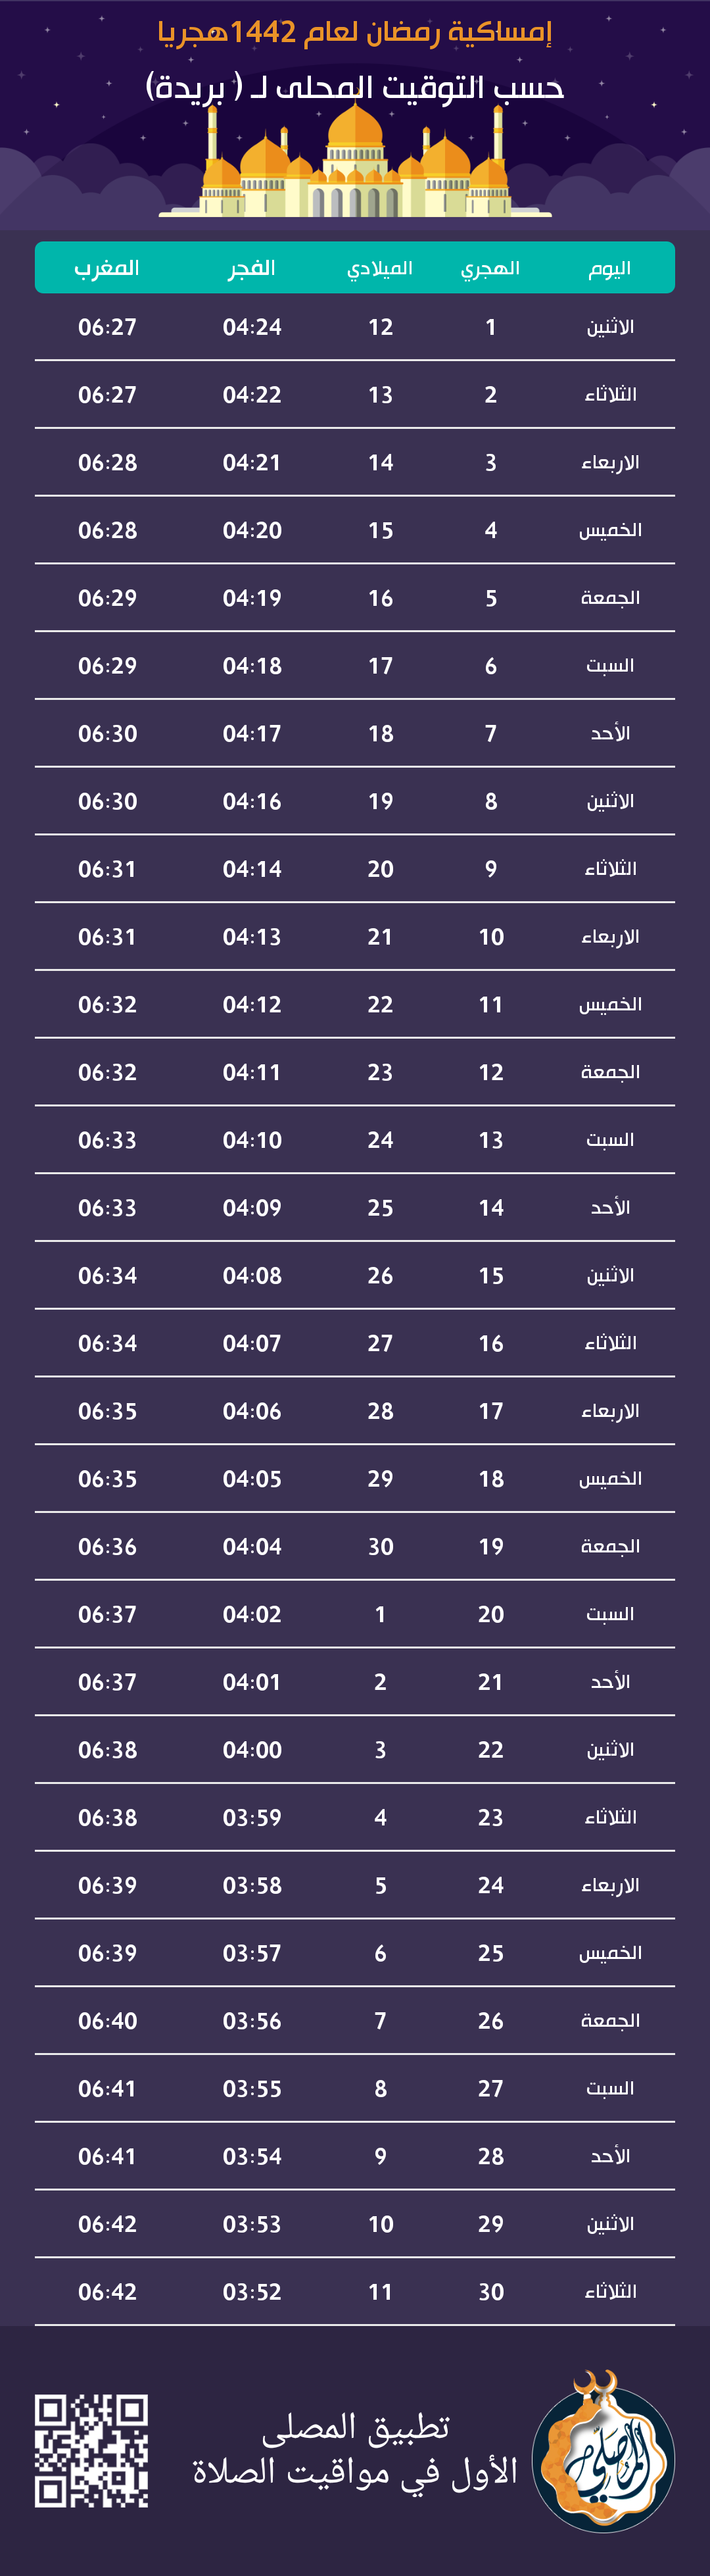 إمساكية رمضان لعام 1442هجريا
حسب التوقيت المحلى لـ ( بريدة)
اليوم الهجري الميلادي الفجر المغرب
الاثنين 1 12 04:24 06:27
الثلاثاء 2 13 04:22 06:27
الاربعاء 3 14 04:21 06:28
الخميس 4 15 04:20 06:28
الجمعة 5 16 04:19 06:29
السبت 6 17 04:18 06:29
الأحد 7 18 04:17 06:30
الاثنين 8 19 04:16 06:30
الثلاثاء 9 20 04:14 06:31
الاربعاء 10 21 04:13 06:31
الخميس 11 22 04:12 06:32
الجمعة 12 23 04:11 06:32
السبت 13 24 04:10 06:33
الأحد 14 25 04:09 06:33
الاثنين 15 26 04:08 06:34
الثلاثاء 16 27 04:07 06:34
الاربعاء 17 28 04:06 06:35
الخميس 18 29 04:05 06:35
الجمعة 19 30 04:04 06:36
السبت 20 1 04:02 06:37
الأحد 21 2 04:01 06:37
الاثنين 22 3 04:00 06:38
الثلاثاء 23 4 03:59 06:38
الاربعاء 24 5 03:58 06:39
الخميس 25 6 03:57 06:39
الجمعة 26 7 03:56 06:40
السبت 27 8 03:55 06:41
الأحد 28 9 03:54 06:41
الاثنين 29 10 03:53 06:42
الثلاثاء 30 11 03:52 06:42
المصلى
تطبيق المصلى
الأول في مواقيت الصلاة